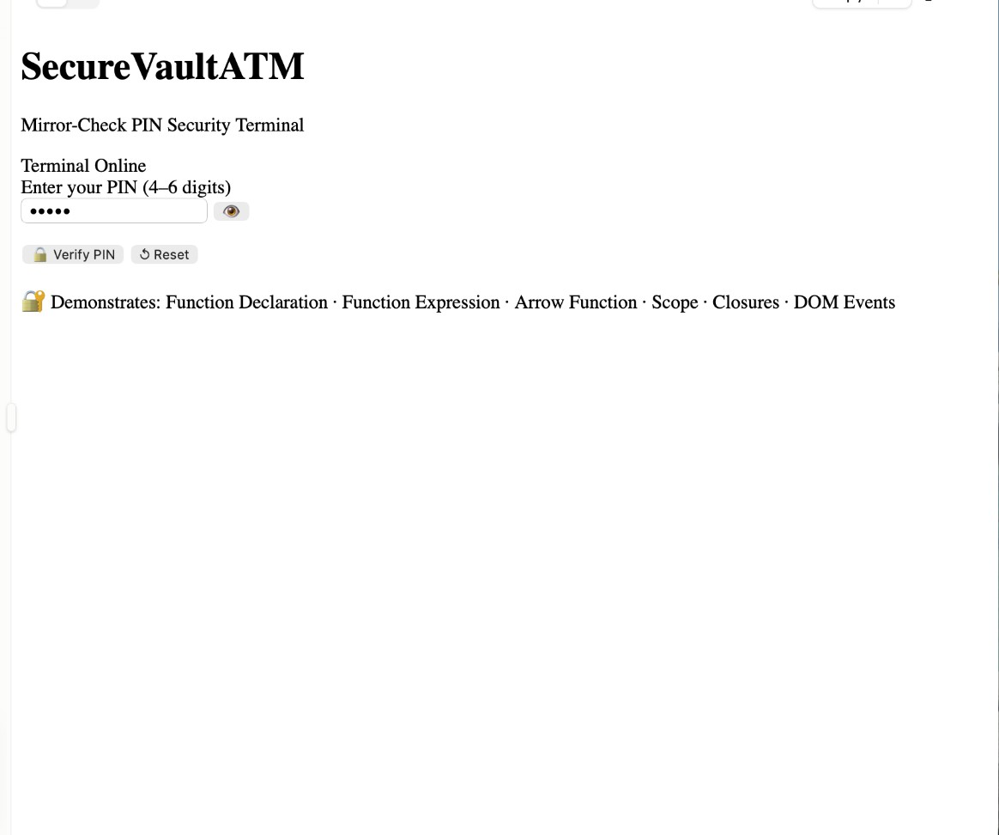 SecureVaultATM
Mirror-Check PIN Security Terminal
Terminal Online
Enter your PIN (4–6 digits)
•••••
Verify PIN
↺ Reset
Demonstrates: Function Declaration · Function Expression · Arrow Function · Scope · Closures · DOM Events